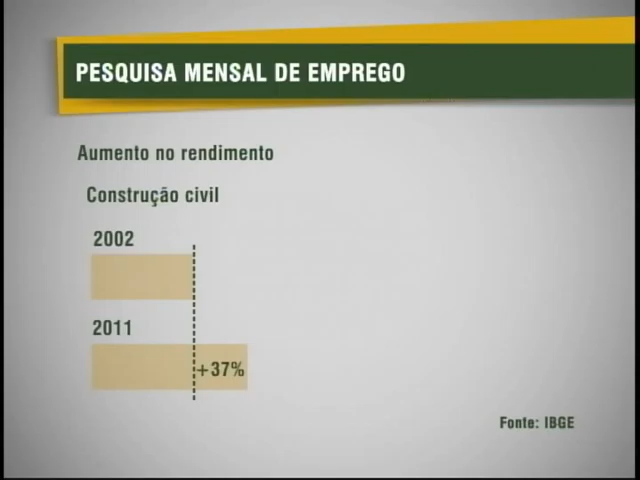 PESQUISA MENSAL DE EMPREGO
Aumento no rendimento
Construção civil
2002
2011
+37%
Fonte: IBGE